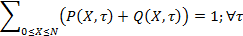 ∑_{0≤X≤N}(P(X,τ) + Q(X,τ)) = 1; ∀τ